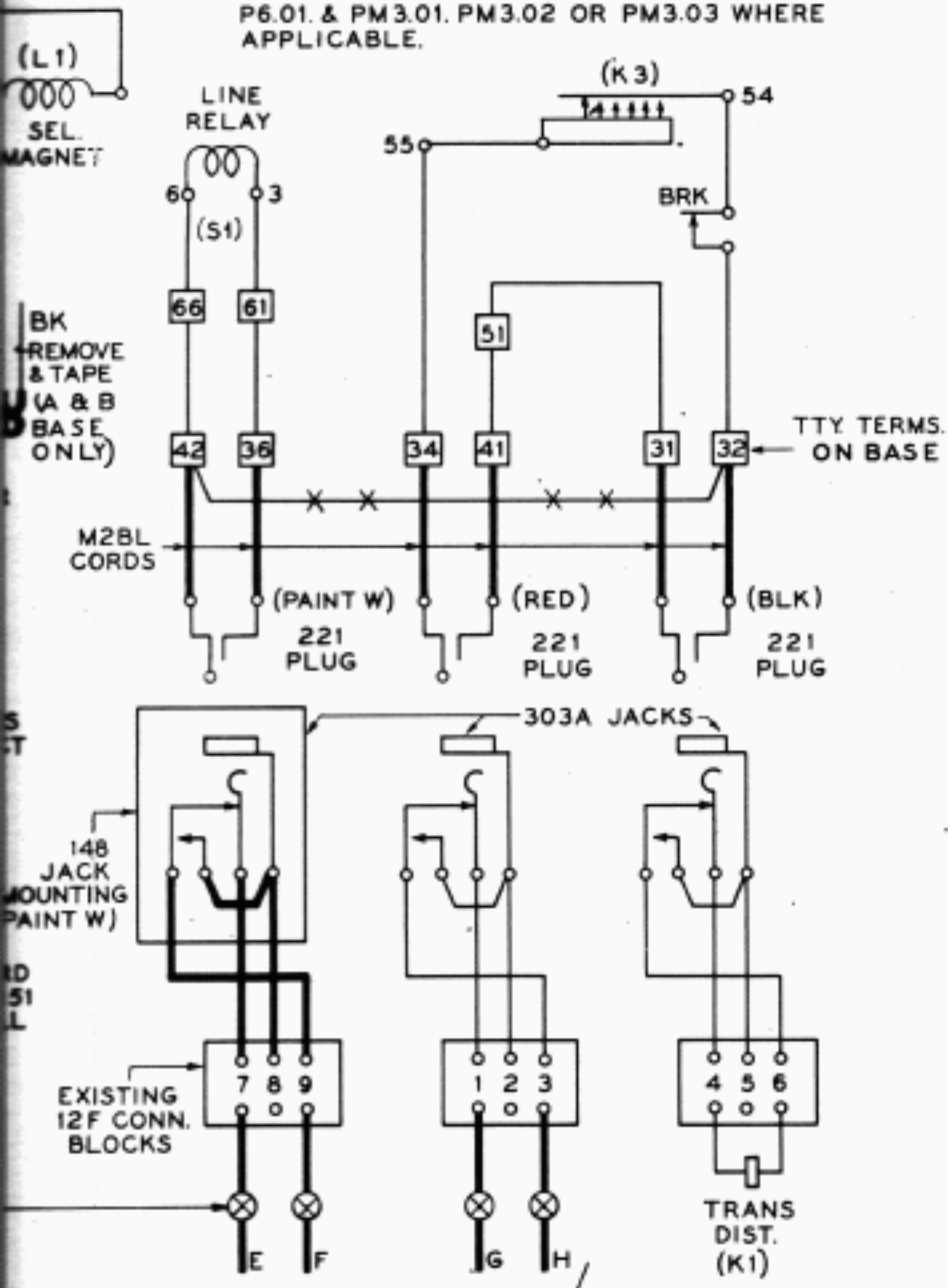 P6.01. & PM3.01. PM3.02 OR PM3.03 WHERE
APPLICABLE.
(L1)
SEL.
MAGNET
LINE
RELAY
6
3
(S1)
(K3)
54
55
BRK
66
61
51
BK
REMOVE
& TAPE
(A & B
BASE
ONLY)
42
36
34
41
31
32
TTY. TERMS.
ON BASE
M2BL
CORDS
(PAINT W)
(RED)
(BLK)
221
PLUG
221
PLUG
221
PLUG
303A JACKS
148
JACK
MOUNTING
PAINT W)
51
7 8 9
1 2 3
4 5 6
EXISTING
12F CONN.
BLOCKS
E
F
G
H
TRANS
DIST.
(K1)